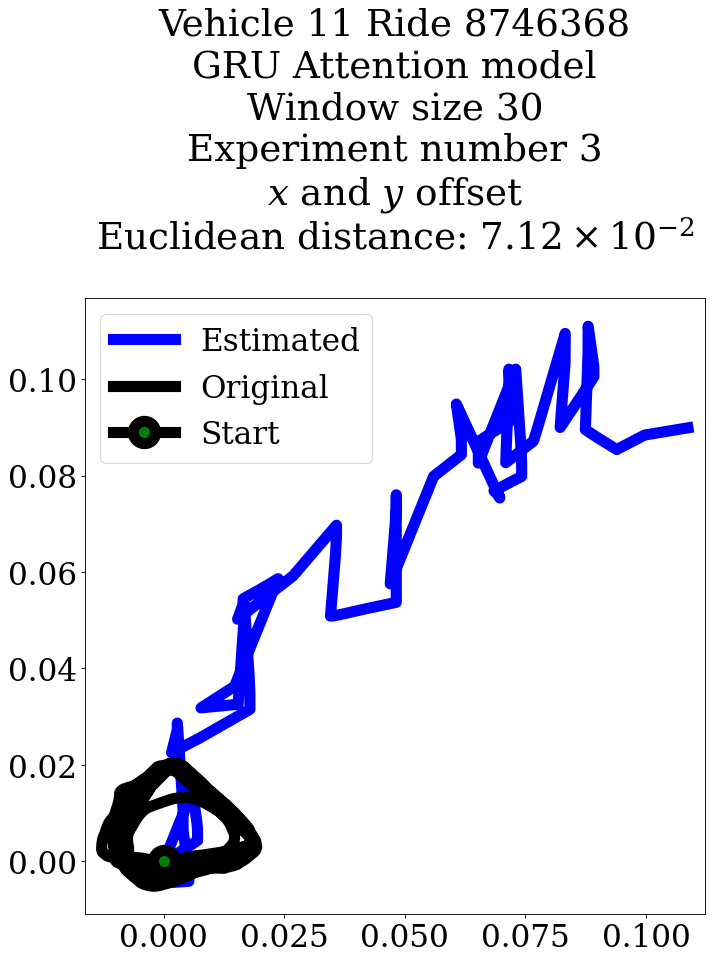 Vehicle 11 Ride 8746368
GRU Attention model
Window size 30
Experiment number 3
x and y offset
Euclidean distance: 7.12 × 10⁻²
Estimated
Original
Start
0.10
0.08
0.06
0.04
0.02
0.00
0.000 0.025 0.050 0.075 0.100